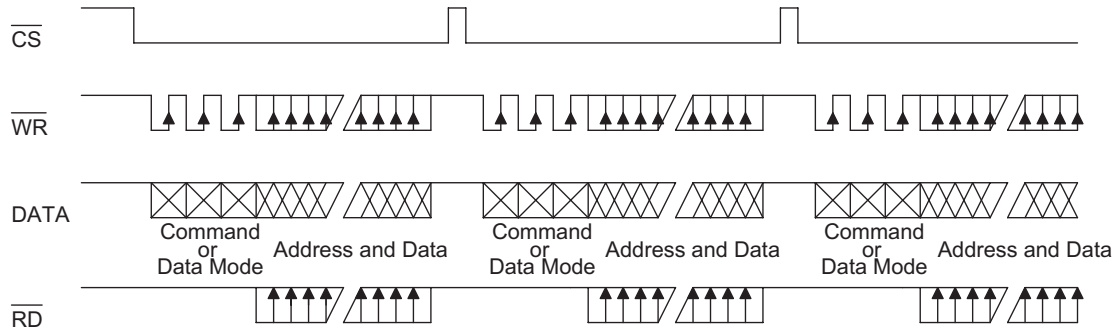 CS
WR
DATA
Command
or
Data Mode
Address and Data
Command
or
Data Mode
Address and Data
Command
or
Data Mode
Address and Data
RD